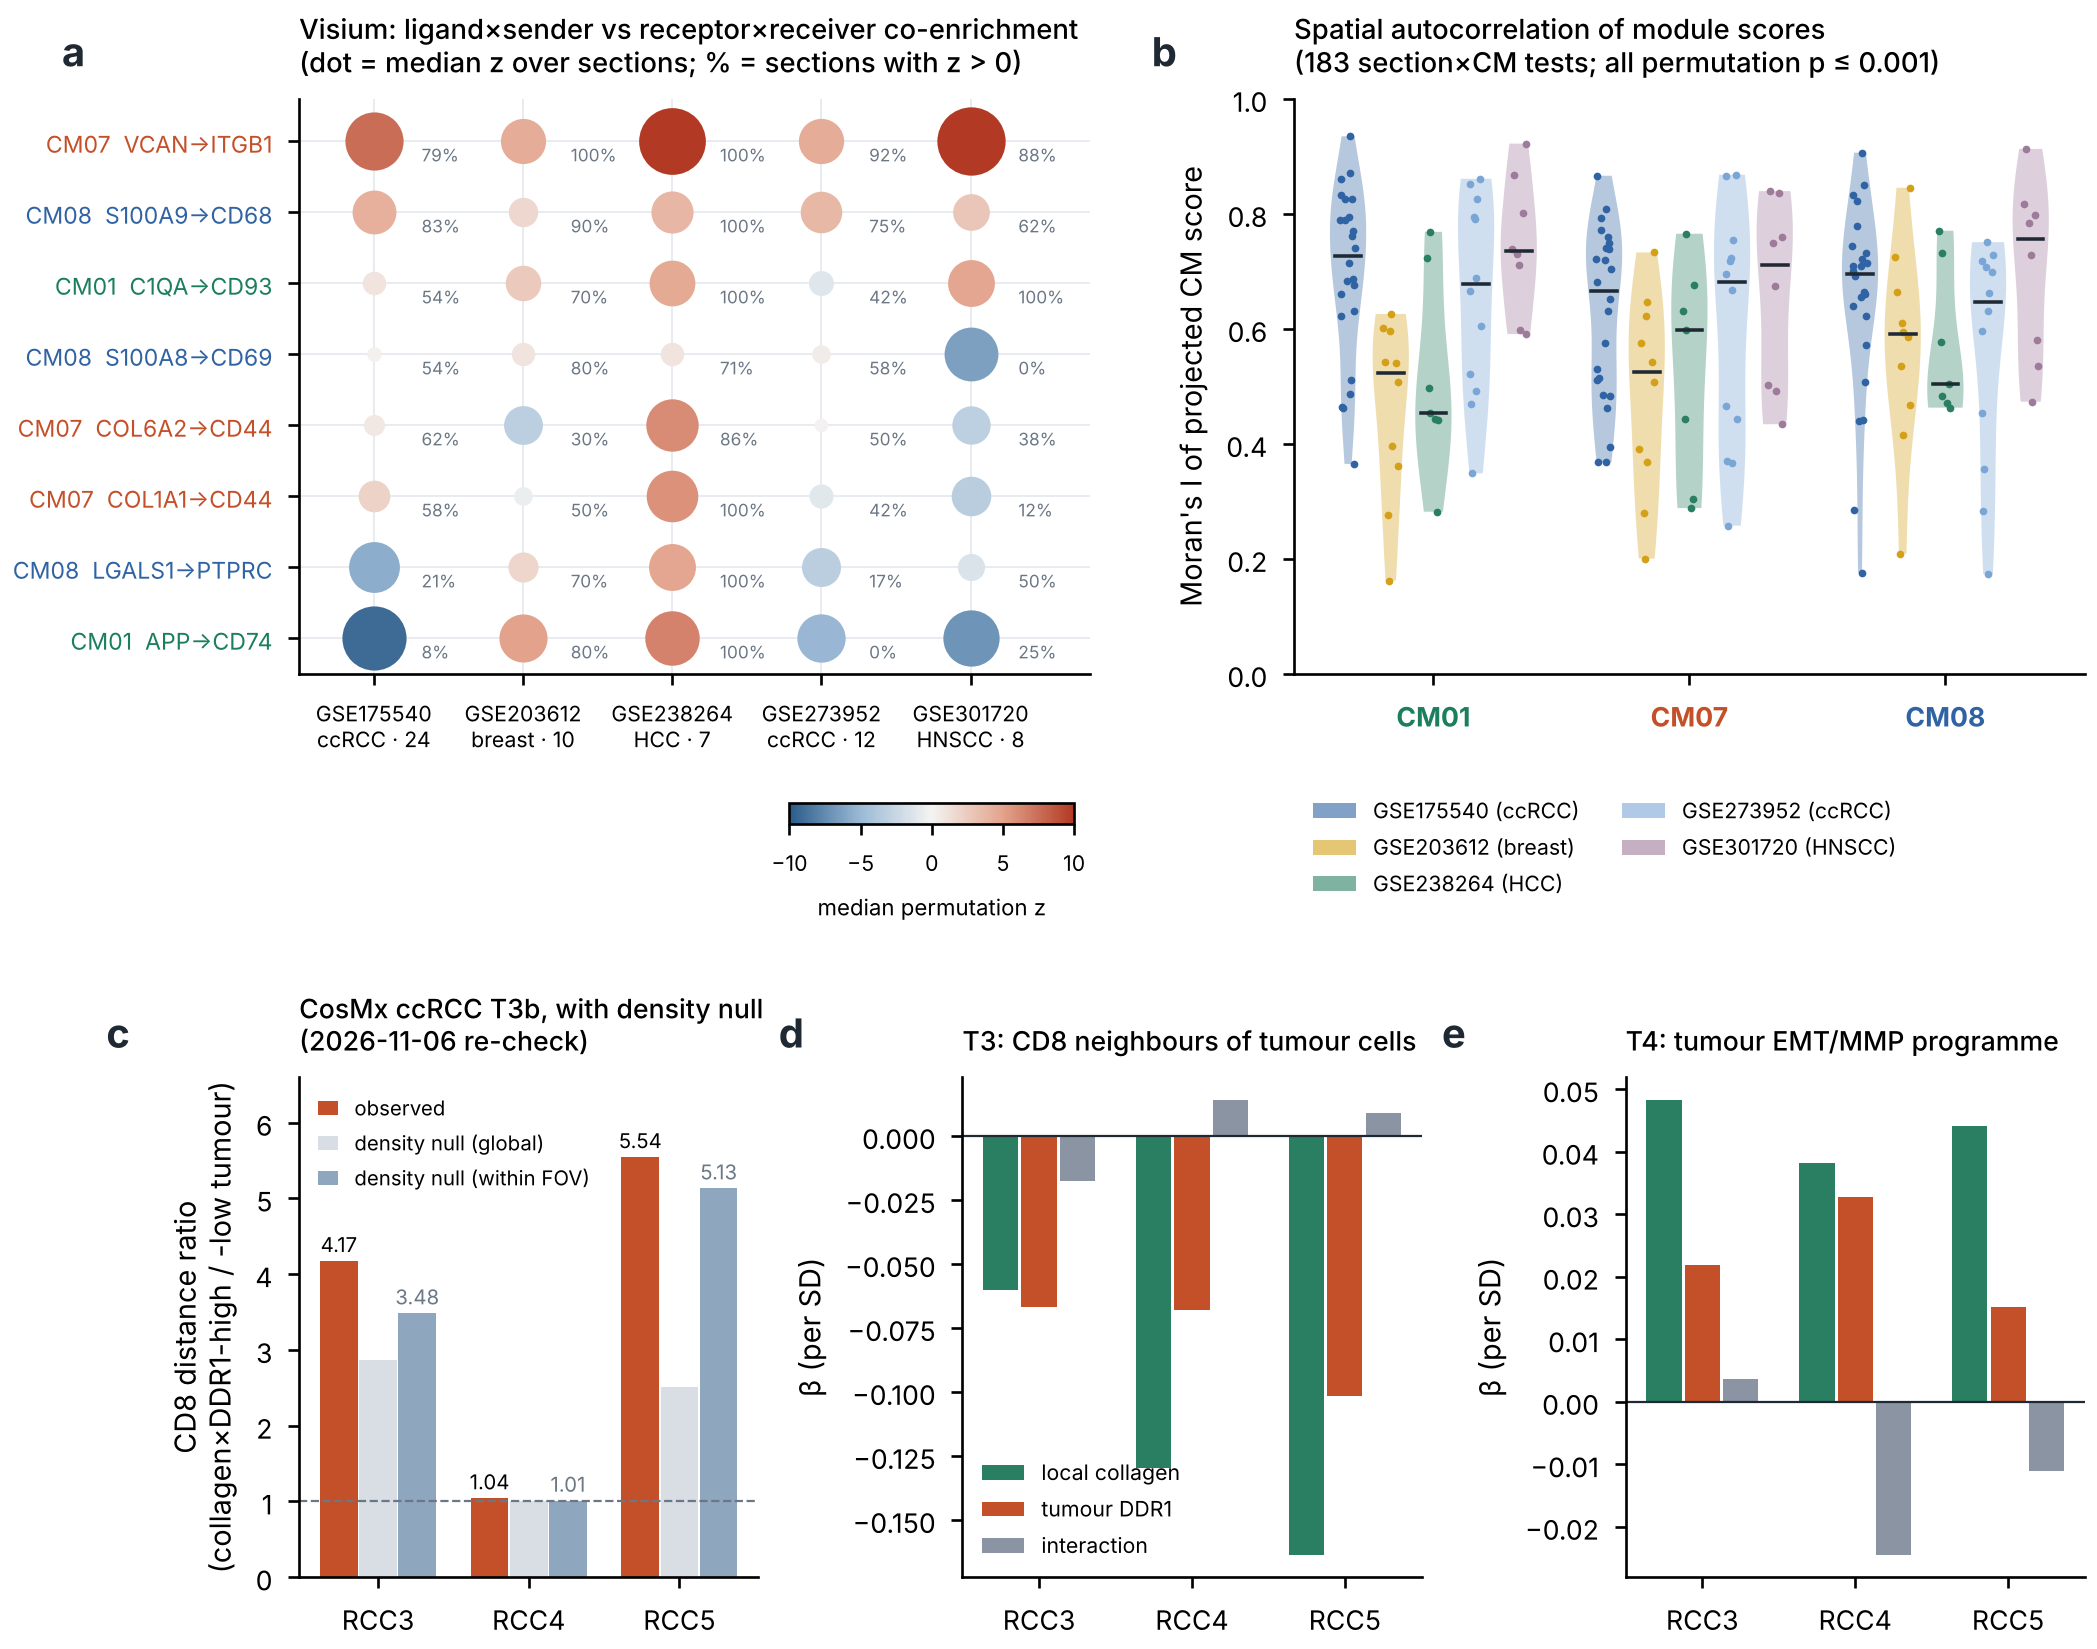 a
Visium: ligand×sender vs receptor×receiver co-enrichment
(dot = median z over sections; % = sections with z > 0)
CM07 VCAN→ITGB1
79%
100%
100%
92%
88%
CM08 S100A9→CD68
83%
90%
100%
75%
62%
CM01 C1QA→CD93
54%
70%
100%
42%
100%
CM08 S100A8→CD69
54%
80%
71%
58%
0%
CM07 COL6A2→CD44
62%
30%
86%
50%
38%
CM07 COL1A1→CD44
58%
50%
100%
42%
12%
CM08 LGALS1→PTPRC
21%
70%
100%
17%
50%
CM01 APP→CD74
8%
80%
100%
0%
25%
GSE175540
ccRCC · 24
GSE203612
breast · 10
GSE238264
HCC · 7
GSE273952
ccRCC · 12
GSE301720
HNSCC · 8
−10
−5
0
5
10
median permutation z
b
Spatial autocorrelation of module scores
(183 section×CM tests; all permutation p ≤ 0.001)
Moran's I of projected CM score
1.0
0.8
0.6
0.4
0.2
0.0
CM01
CM07
CM08
GSE175540 (ccRCC)
GSE203612 (breast)
GSE238264 (HCC)
GSE273952 (ccRCC)
GSE301720 (HNSCC)
c
CosMx ccRCC T3b, with density null
(2026-11-06 re-check)
CD8 distance ratio
(collagen×DDR1-high / -low tumour)
6
5
4
3
2
1
0
observed
density null (global)
density null (within FOV)
4.17
3.48
1.04
1.01
5.54
5.13
RCC3
RCC4
RCC5
d
T3: CD8 neighbours of tumour cells
β (per SD)
0.000
−0.025
−0.050
−0.075
−0.100
−0.125
−0.150
local collagen
tumour DDR1
interaction
RCC3
RCC4
RCC5
e
T4: tumour EMT/MMP programme
β (per SD)
0.05
0.04
0.03
0.02
0.01
0.00
−0.01
−0.02
RCC3
RCC4
RCC5